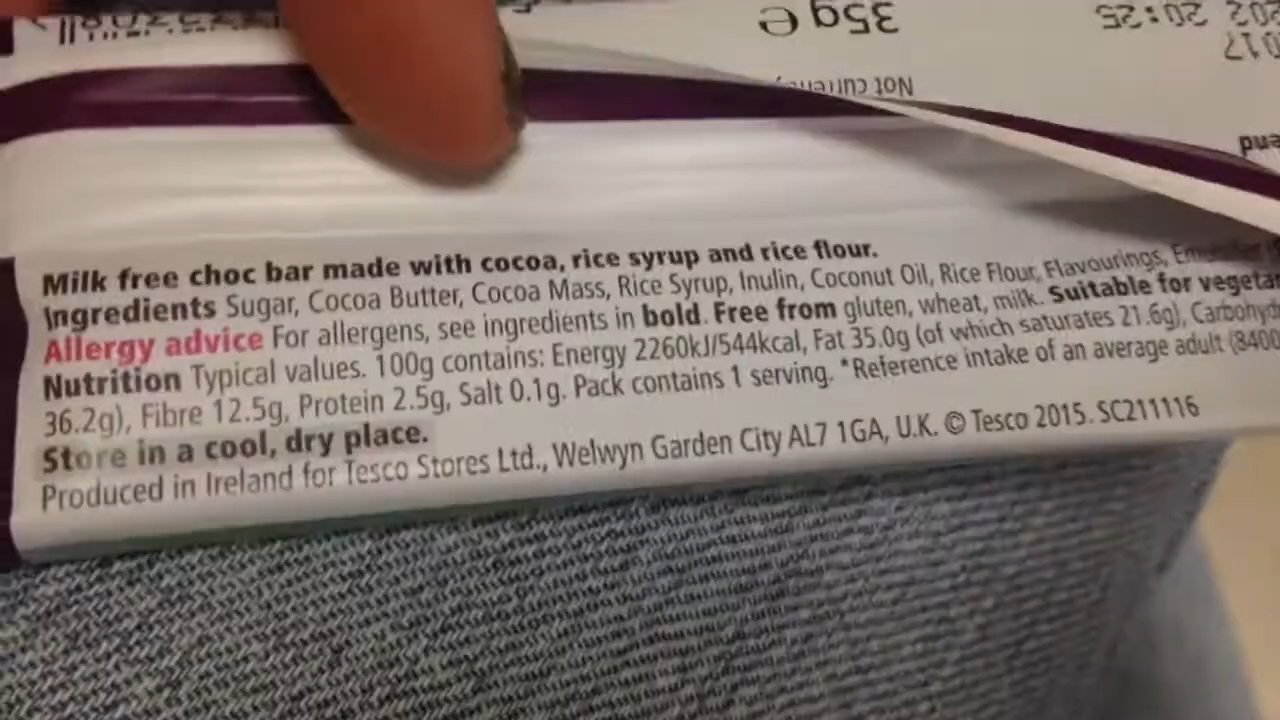 35g e
20:25
Not
Milk free choc bar made with cocoa, rice syrup and rice flour.
Ingredients Sugar, Cocoa Butter, Cocoa Mass, Rice Syrup, Inulin, Coconut Oil, Rice Flour, Flavourings,
Allergy advice For allergens, see ingredients in bold. Free from gluten, wheat, milk. Suitable for
Nutrition Typical values. 100g contains: Energy 2260kJ/544kcal, Fat 35.0g (of which saturates 21.6g),
36.2g), Fibre 12.5g, Protein 2.5g, Salt 0.1g. Pack contains 1 serving. *Reference intake of an average adult (8400
Store in a cool, dry place.
Produced in Ireland for Tesco Stores Ltd., Welwyn Garden City AL7 1GA, U.K. © Tesco 2015. SC211116